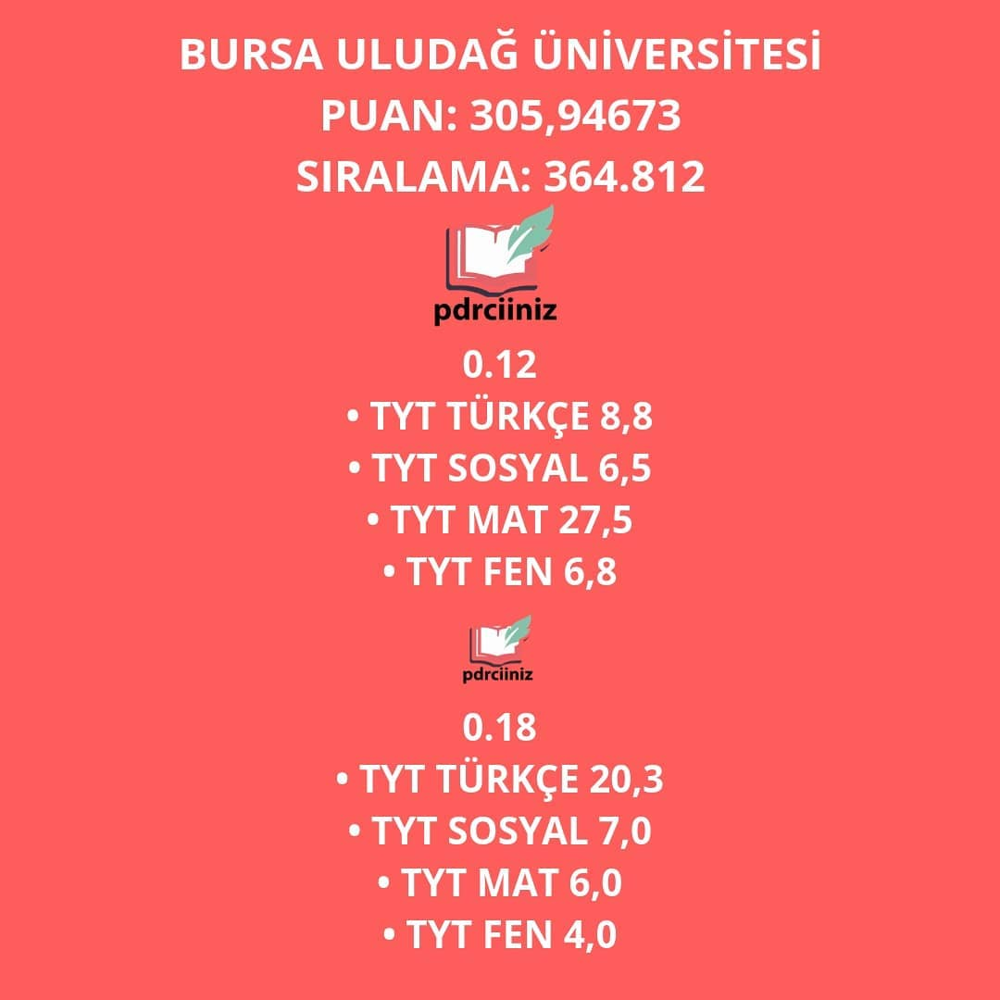 BURSA ULUDAĞ ÜNİVERSİTESİ
PUAN: 305,94673
SIRALAMA: 364.812
pdrciiniz
0.12
• TYT TÜRKÇE 8,8
• TYT SOSYAL 6,5
• TYT MAT 27,5
• TYT FEN 6,8
pdrciiniz
0.18
• TYT TÜRKÇE 20,3
• TYT SOSYAL 7,0
• TYT MAT 6,0
• TYT FEN 4,0